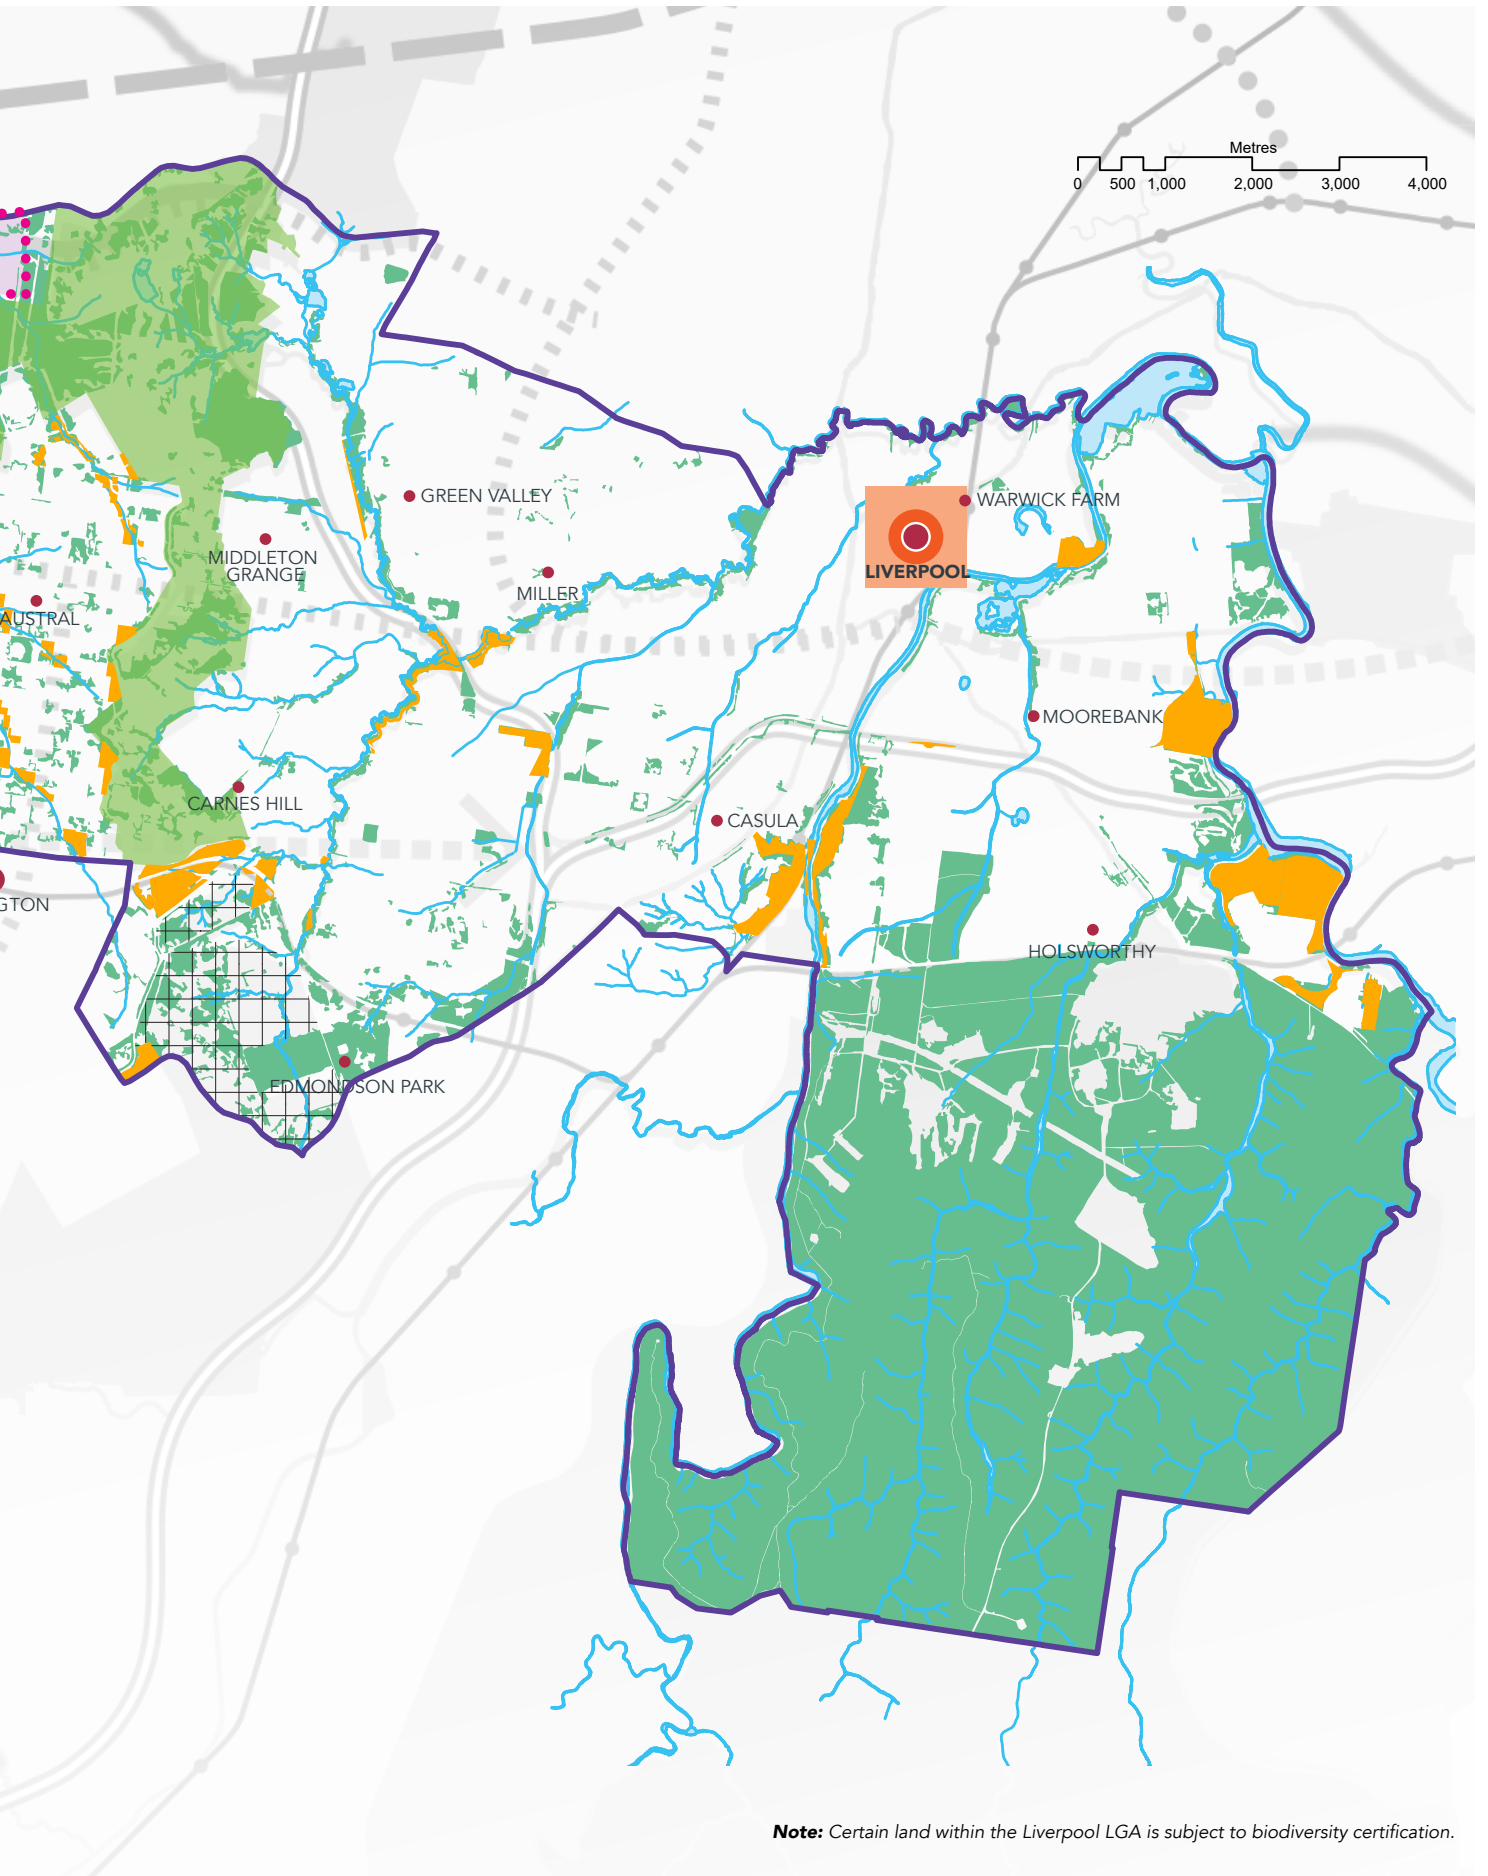 Metres
0 500 1,000 2,000 3,000 4,000
GREEN VALLEY
WARWICK FARM
MIDDLETON
GRANGE
LIVERPOOL
MILLER
AUSTRAL
MOOREBANK
CARNES HILL
CASULA
GTON
HOLSWORTHY
EDMONDSON PARK
Note: Certain land within the Liverpool LGA is subject to biodiversity certification.